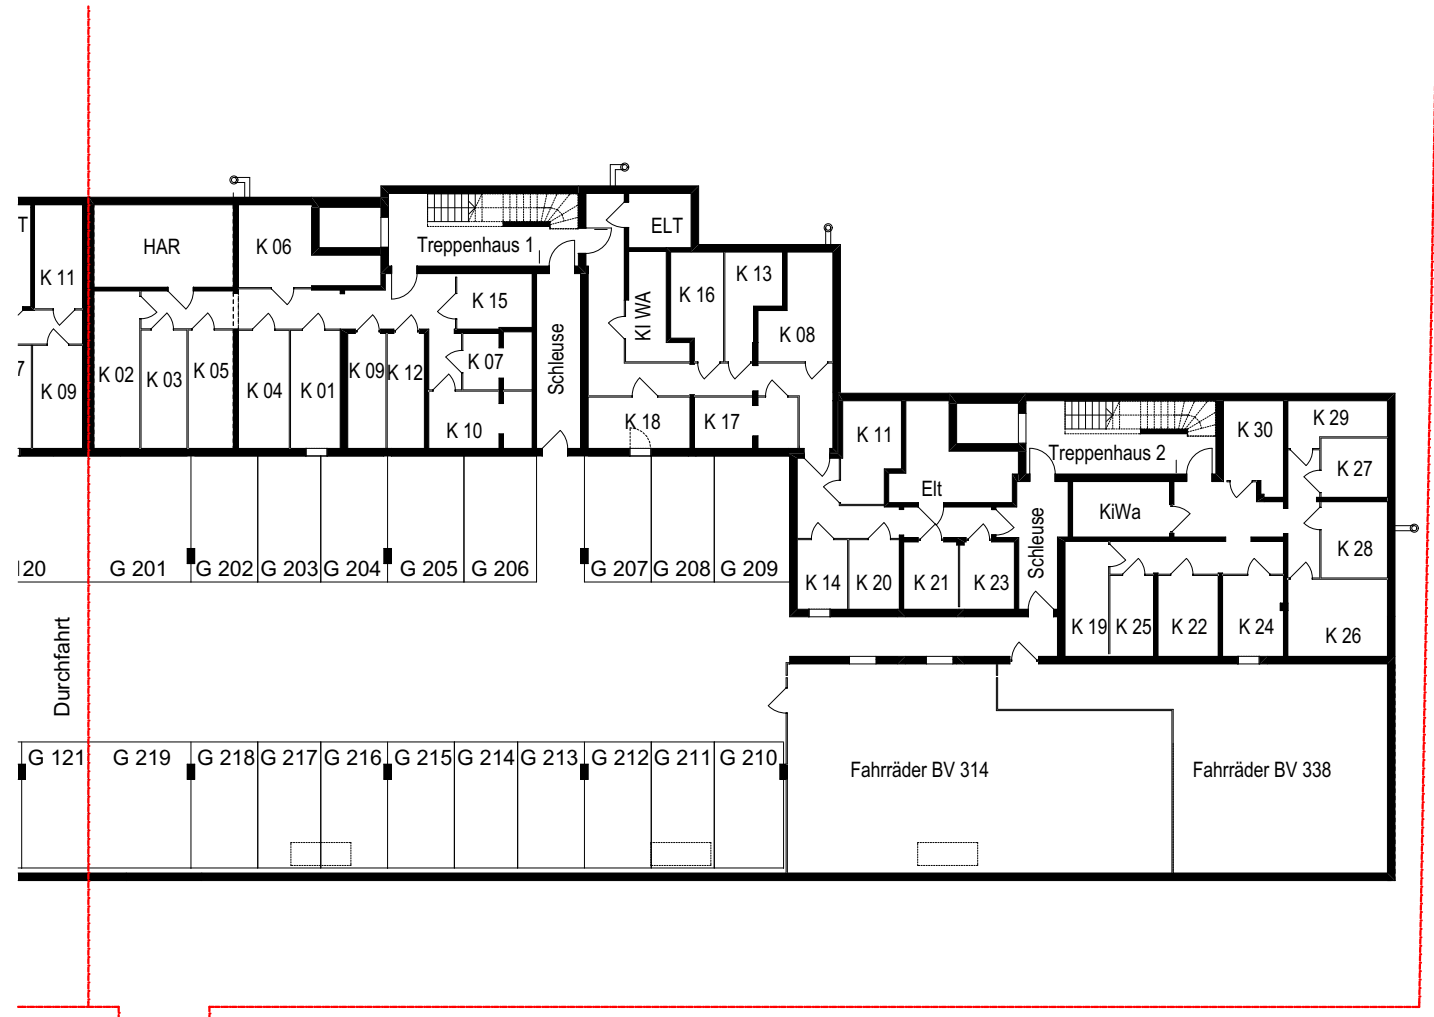 T
HAR
K 06
Treppenhaus 1
ELT
K 11
K 15
K 16
K 13
KI WA
K 08
7
K 09
K 02
K 03
K 05
K 04
K 01
K 09
K 12
K 07
K 10
Schleuse
K 18
K 17
K 11
Elt
Treppenhaus 2
K 30
K 29
K 27
KiWa
K 28
Schleuse
K 14
K 20
K 21
K 23
K 19
K 25
K 22
K 24
K 26
120
G 201
G 202
G 203
G 204
G 205
G 206
G 207
G 208
G 209
Durchfahrt
G 121
G 219
G 218
G 217
G 216
G 215
G 214
G 213
G 212
G 211
G 210
Fahrräder BV 314
Fahrräder BV 338